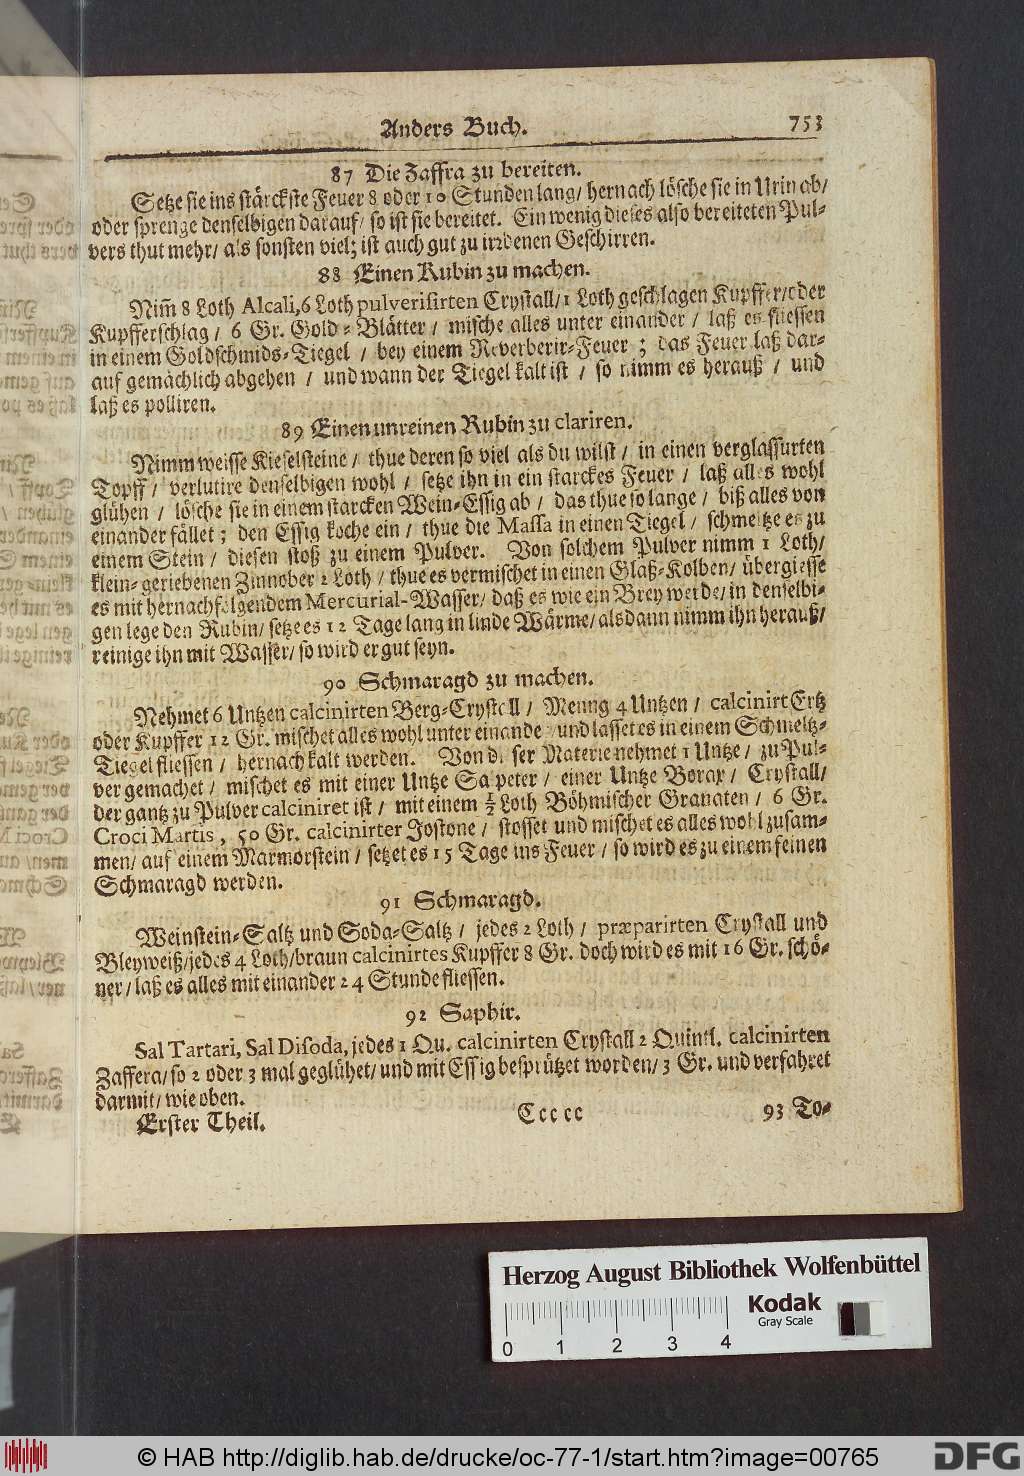 Anders Buch. 753
87 Die Zaffra zu bereiten.
Setze sie ins stärckste Feuer 8 oder 10 Stunden lang/ hernach lösche sie in Urin ab/
oder sprenge denselbigen darauf/ so ist sie bereitet. Ein wenig dieses also bereiteten Pul-
vers thut mehr/ als sonsten viel; ist auch gut zu irrdenen Geschirren.
88 Einen Rubin zu machen.
Nim̃ 8 Loth Alcali, 6 Loth pulverisirten Crystall/ 1 Loth geschlagen Kupffer/ oder
Kupfferschlag/ 6 Gr. Gold-Blätter/ mische alles unter einander/ laß es fliessen
in einem Goldschmids-Tiegel/ bey einem Reverberir-Feuer; das Feuer laß dar-
auf gemächlich abgehen/ und wann der Tiegel kalt ist/ so nimm es herauß/ und
laß es polliren.
89 Einen unreinen Rubin zu clariren.
Nimm weisse Kieselsteine/ thue deren so viel als du wilst/ in einen verglassurten
Topff/ verlutire denselbigen wohl/ setze ihn in ein starckes Feuer/ laß alles wohl
glühen/ lösche sie in einem starcken Wein-Essig ab/ das thue so lange/ biß alles von
einander fället; den Essig koche ein/ thue die Massa in einen Tiegel/ schmeltze es zu
einem Stein/ diesen stoß zu einem Pulver. Von solchem Pulver nimm 1 Loth/
klein-geriebenen Zinnober 2 Loth/ thue es vermischet in einen Glaß-Kolben/ übergiesse
es mit hernachfolgendem Mercurial-Wasser/ daß es wie ein Brey werde/ in denselbi-
gen lege den Rubin/ setze es 12 Tage lang in linde Wärme/ alsdann nimm ihn herauß/
reinige ihn mit Wasser/ so wird er gut seyn.
90 Schmaragd zu machen.
Nehmet 6 Untzen calcinirten Berg-Crystall/ Menng 4 Untzen/ calcinirt Ertz
oder Kupffer 12 Gr. mischet alles wohl unter einander und lasset es in einem Schmeltz-
Tiegel fliessen/ hernach kalt werden. Von dieser Materie nehmet 1 Untze/ zu Pul-
ver gemachet/ mischet es mit einer Untze Salpeter/ einer Untze Borax/ Crystall/
der gantz zu Pulver calciniret ist/ mit einem ½ Loth Böhmischer Granaten/ 6 Gr.
Croci Martis, 50 Gr. calcinirter Jostone/ stosset und mischet es alles wohl zusam-
men/ auf einem Marmorstein/ setzet es 15 Tage ins Feuer/ so wird es zu einem feinen
Schmaragd werden.
91 Schmaragd.
Weinstein-Saltz und Soda-Saltz/ jedes 2 Loth/ præparirten Crystall und
Bleyweiß/ jedes 4 Loth/ braun calcinirtes Kupffer 8 Gr. doch wird es mit 16 Gr. schö-
ner/ laß es alles mit einander 24 Stunde fliessen.
92 Saphir.
Sal Tartari, Sal Disoda, jedes 1 Qu. calcinirten Crystall 2 Quintl. calcinirten
Zaffera/ so 2 oder 3 mal geglühet/ und mit Essig besprützet worden/ 3 Gr. und verfahret
darmit/ wie oben.
Erster Theil. Ccccc 93 To-
Herzog August Bibliothek Wolfenbüttel
Kodak
Gray Scale
0 1 2 3 4
© HAB http://diglib.hab.de/drucke/oc-77-1/start.htm?image=00765
DFG